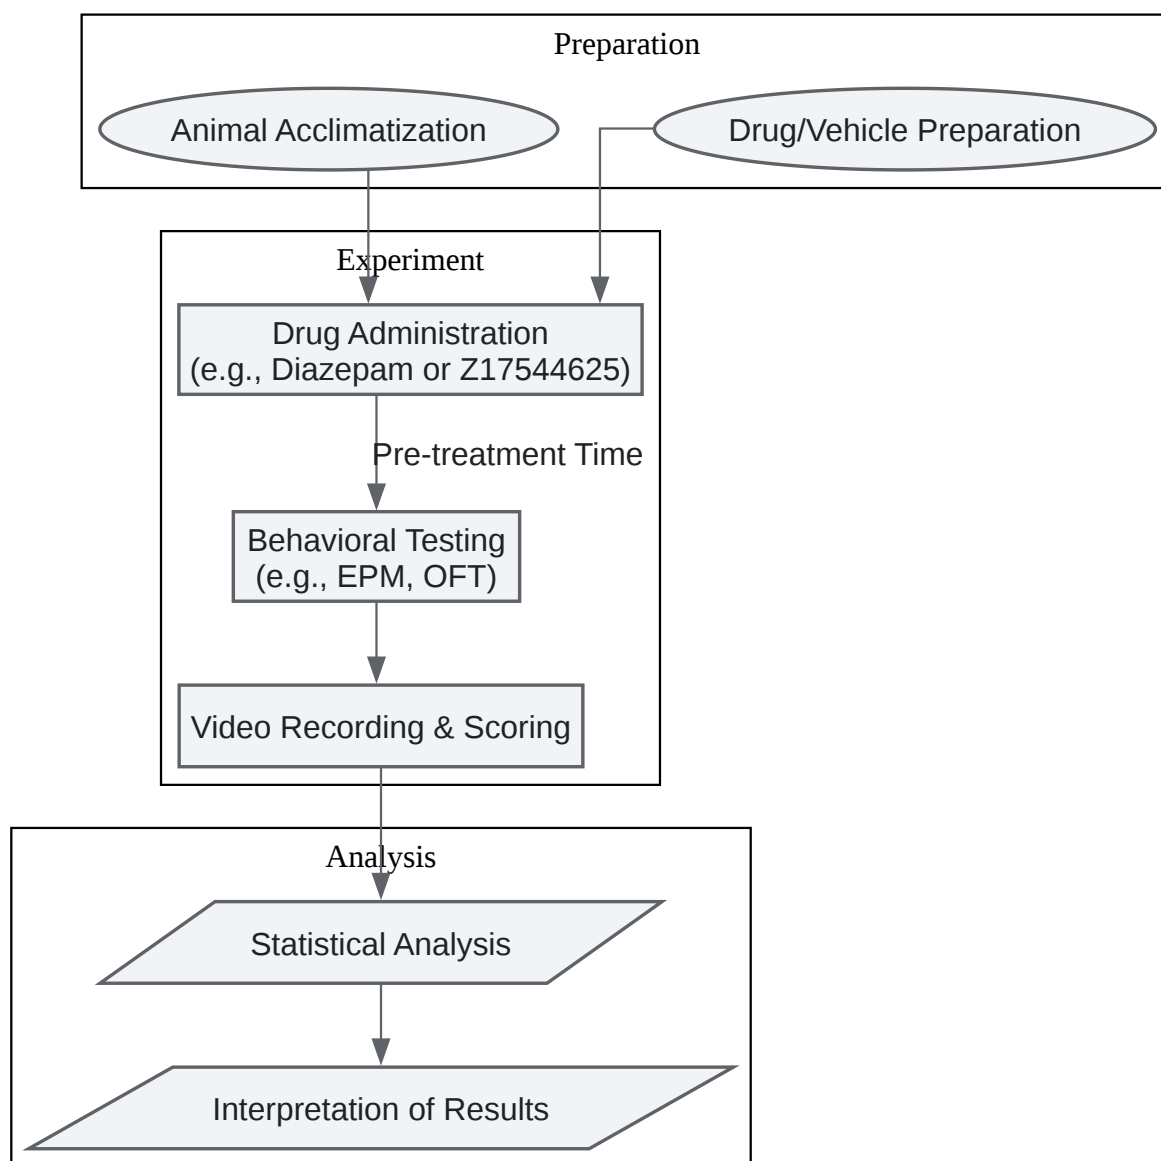 Preparation
Animal Acclimatization
Drug/Vehicle Preparation
Experiment
Drug Administration
(e.g., Diazepam or Z17544625)
Pre-treatment Time
Behavioral Testing
(e.g., EPM, OFT)
Video Recording & Scoring
Analysis
Statistical Analysis
Interpretation of Results